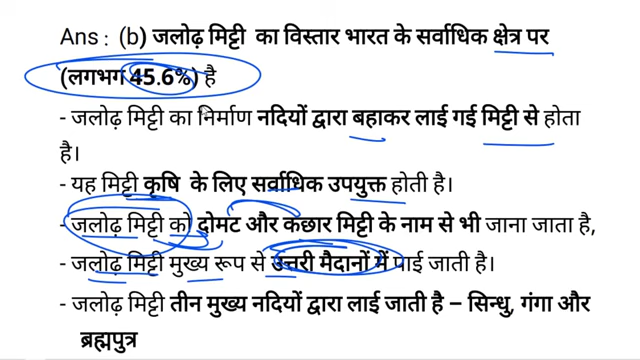 Ans : (b) जलोढ़ मिट्टी का विस्तार भारत के सर्वाधिक क्षेत्र पर
(लगभग 45.6%) है
- जलोढ़ मिट्टी का निर्माण नदियों द्वारा बहाकर लाई गई मिट्टी से होता
है।
- यह मिट्टी कृषि के लिए सर्वाधिक उपयुक्त होती है।
- जलोढ़ मिट्टी को दोमट और कछार मिट्टी के नाम से भी जाना जाता है,
- जलोढ़ मिट्टी मुख्य रूप से उत्तरी मैदानों में पाई जाती है।
- जलोढ़ मिट्टी तीन मुख्य नदियों द्वारा लाई जाती है – सिन्धु, गंगा और
ब्रह्मपुत्र